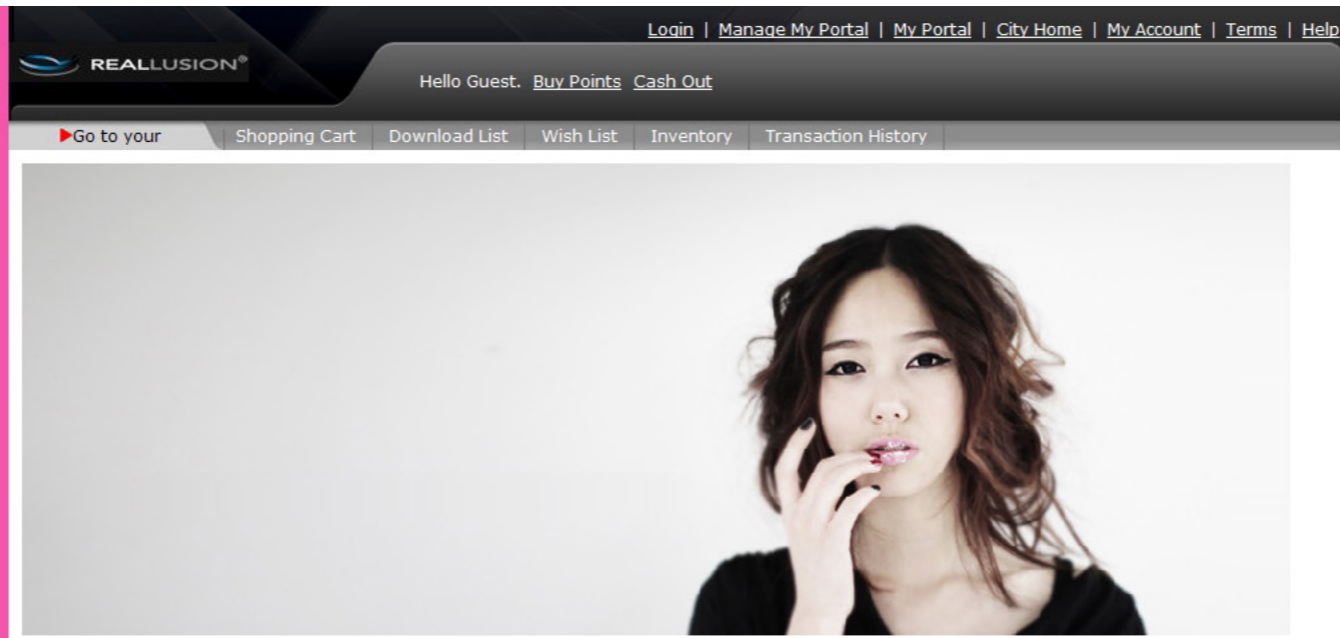 Login | Manage My Portal | My Portal | City Home | My Account | Terms | Help
REALLUSION®
Hello Guest. Buy Points Cash Out
Go to your
Shopping Cart
Download List
Wish List
Inventory
Transaction History